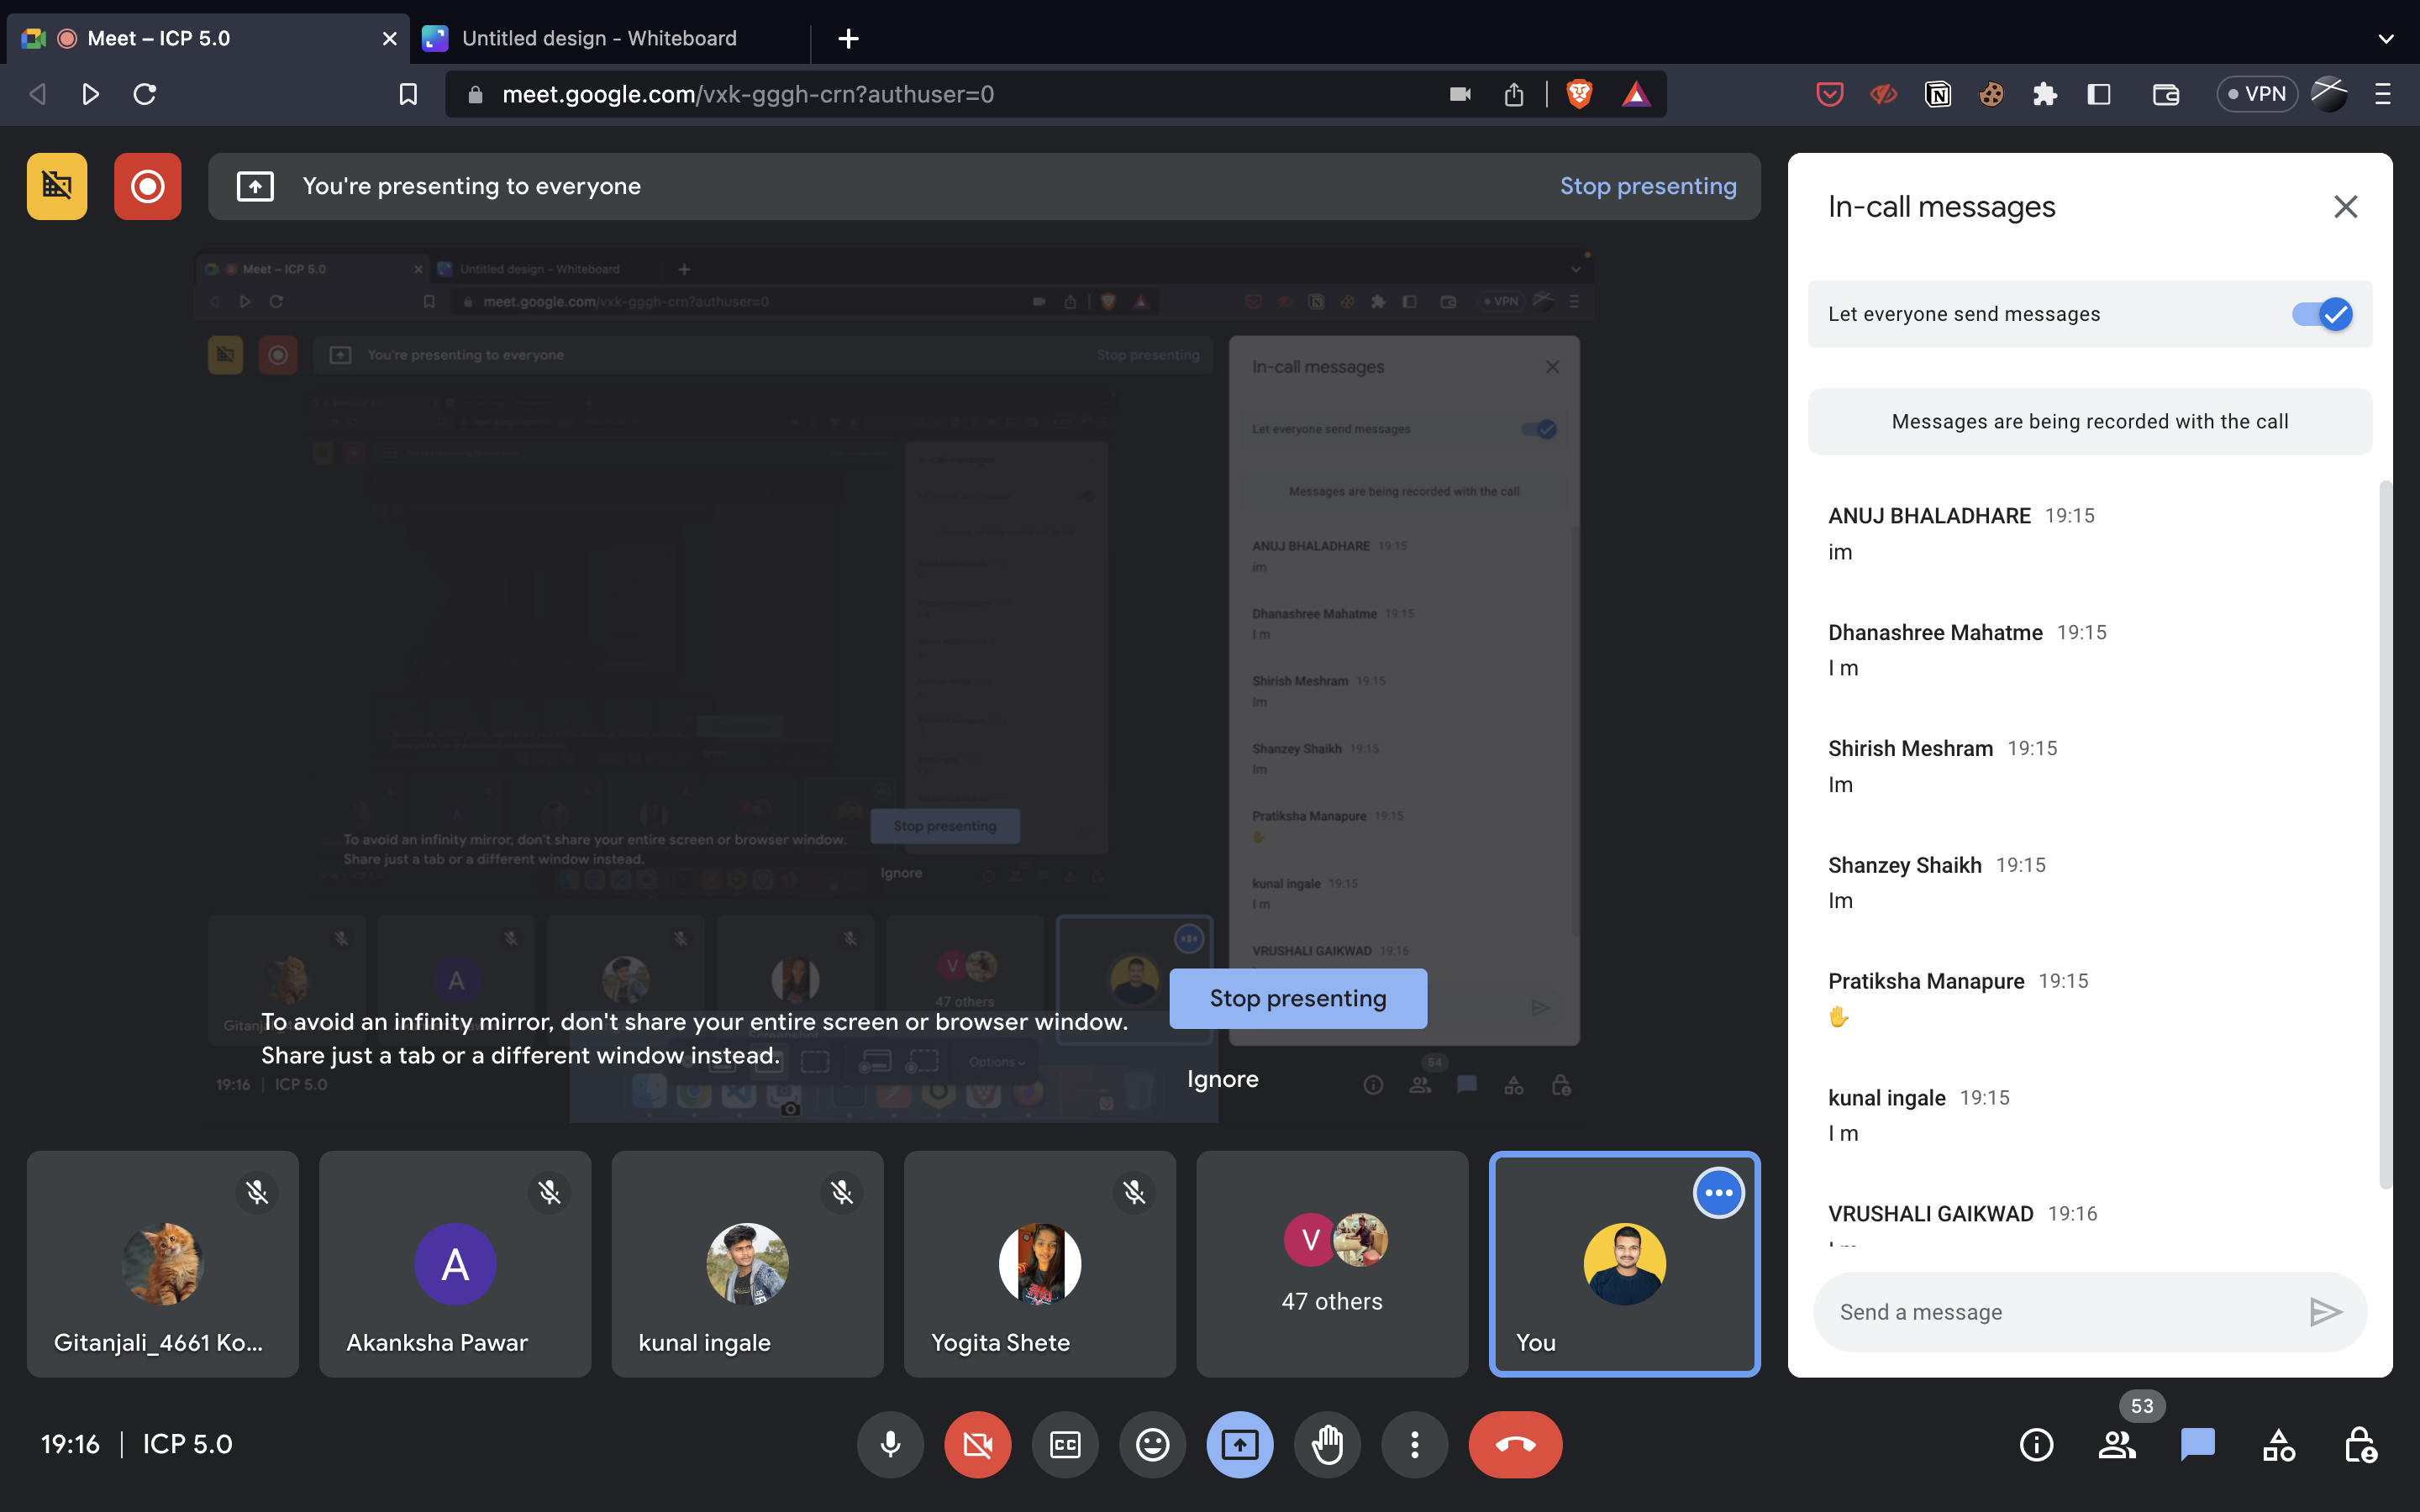 Meet – ICP 5.0
Untitled design - Whiteboard
meet.google.com/vxk-gggh-crn?authuser=0
VPN
You're presenting to everyone
Stop presenting
Meet – ICP 5.0
Untitled design - Whiteboard
meet.google.com/vxk-gggh-crn?authuser=0
VPN
You're presenting to everyone
Stop presenting
In-call messages
Let everyone send messages
Messages are being recorded with the call
ANUJ BHALADHARE 19:15
im
Dhanashree Mahatme 19:15
I m
Shirish Meshram 19:15
Im
Shanzey Shaikh 19:15
Im
Pratiksha Manapure 19:15
✋
kunal ingale 19:15
I m
VRUSHALI GAIKWAD 19:16
To avoid an infinity mirror, don't share your entire screen or browser window.
Share just a tab or a different window instead.
Stop presenting
Ignore
A
V
47 others
Options
19:16 | ICP 5.0
54
To avoid an infinity mirror, don't share your entire screen or browser window.
Share just a tab or a different window instead.
Stop presenting
Ignore
Gitanjali_4661 Ko...
A
Akanksha Pawar
kunal ingale
Yogita Shete
V
47 others
You
19:16 | ICP 5.0
CC
In-call messages
Let everyone send messages
Messages are being recorded with the call
ANUJ BHALADHARE 19:15
im
Dhanashree Mahatme 19:15
I m
Shirish Meshram 19:15
Im
Shanzey Shaikh 19:15
Im
Pratiksha Manapure 19:15
✋
kunal ingale 19:15
I m
VRUSHALI GAIKWAD 19:16
Send a message
53